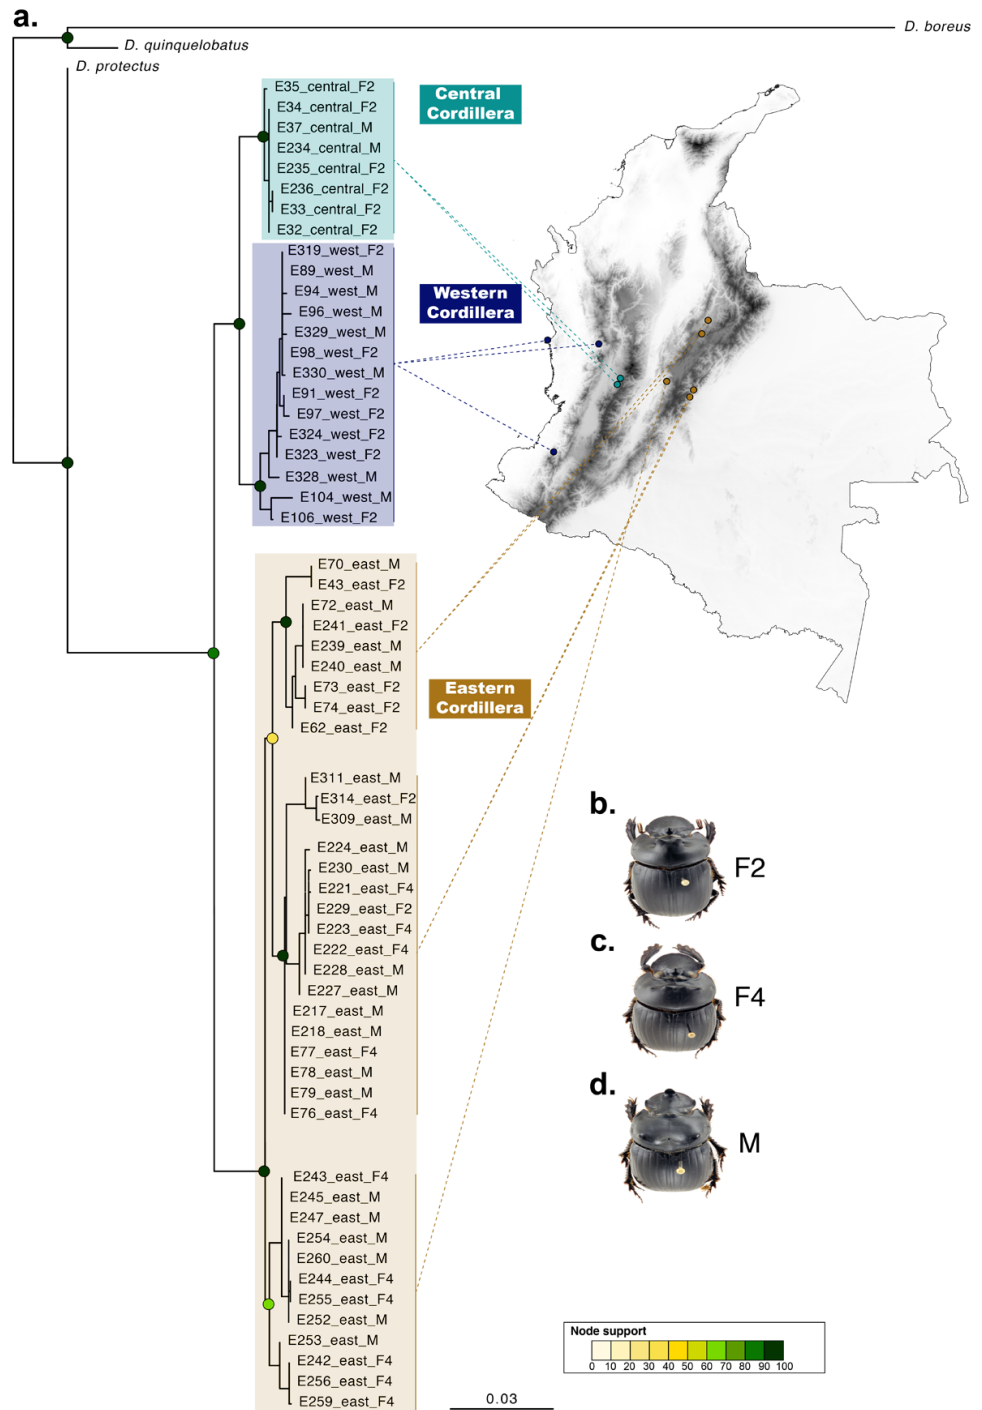 a.
D. boreus
D. quinquelobatus
D. protectus
E35_central_F2
E34_central_F2
E37_central_M
E234_central_M
E235_central_F2
E236_central_F2
E33_central_F2
E32_central_F2
Central
Cordillera
E319_west_F2
E89_west_M
E94_west_M
E96_west_M
E329_west_M
E98_west_F2
E330_west_M
E91_west_F2
E97_west_F2
E324_west_F2
E323_west_F2
E328_west_M
E104_west_M
E106_west_F2
Western
Cordillera
E70_east_M
E43_east_F2
E72_east_M
E241_east_F2
E239_east_M
E240_east_M
E73_east_F2
E74_east_F2
E62_east_F2
Eastern
Cordillera
E311_east_M
E314_east_F2
E309_east_M
E224_east_M
E230_east_M
E221_east_F4
E229_east_F2
E223_east_F4
E222_east_F4
E228_east_M
E227_east_M
E217_east_M
E218_east_M
E77_east_F4
E78_east_M
E79_east_M
E76_east_F4
E243_east_F4
E245_east_M
E247_east_M
E254_east_M
E260_east_M
E244_east_F4
E255_east_F4
E252_east_M
E253_east_M
E242_east_F4
E256_east_F4
E259_east_F4
b.
F2
c.
F4
d.
M
Node support
0 10 20 30 40 50 60 70 80 90 100
0.03